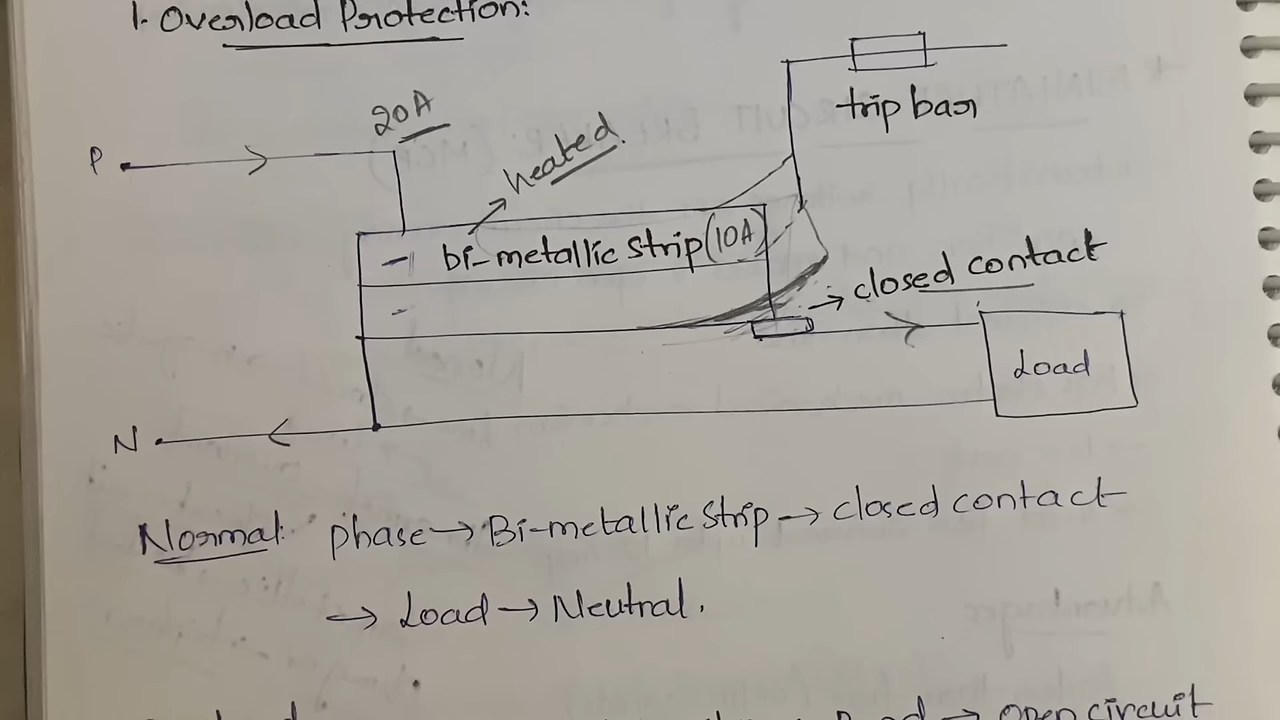 1. Overload Protection:
20A
P
heated.
trip bar
bi-metallic strip (10A)
closed contact
Load
N
Normal: phase → Bi-metallic strip → closed contact
→ Load → Neutral.
→ open circuit